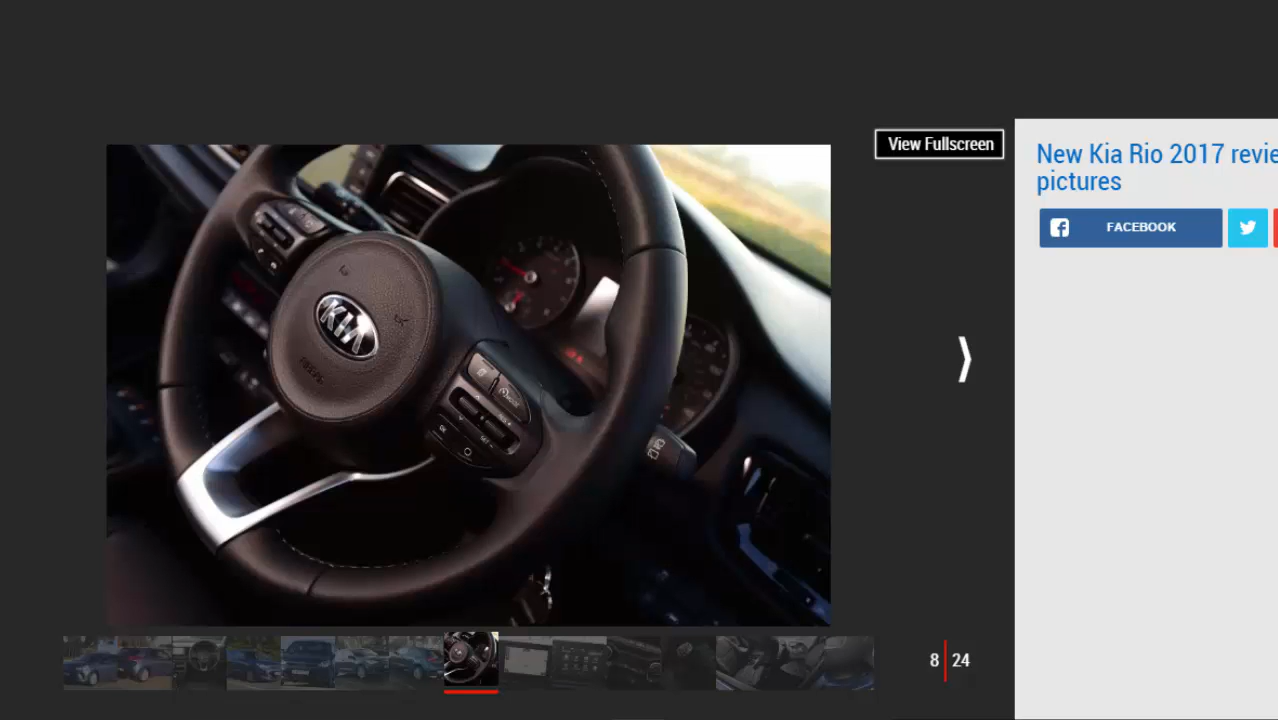 View Fullscreen
New Kia Rio 2017 revie
pictures
FACEBOOK
KIA
8 24